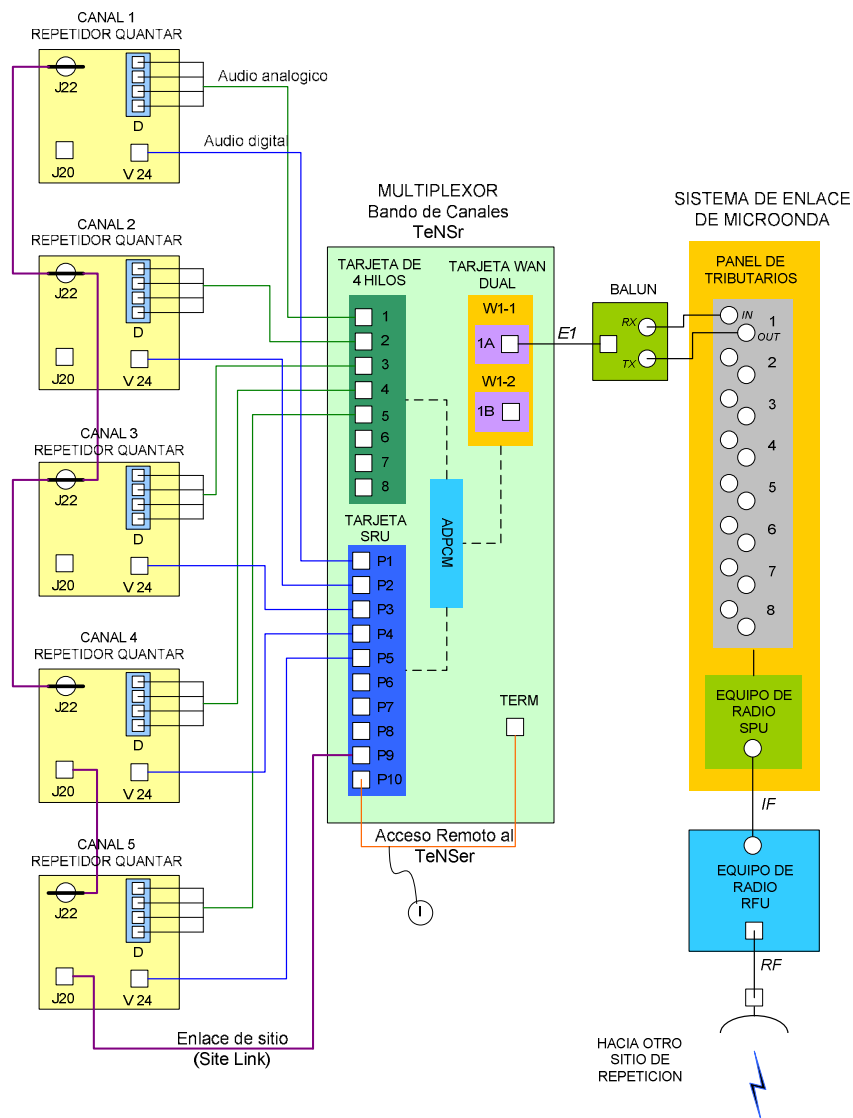 CANAL 1
REPETIDOR QUANTAR
J22
D
J20
V 24
Audio analogico
Audio digital
CANAL 2
REPETIDOR QUANTAR
J22
D
J20
V 24
CANAL 3
REPETIDOR QUANTAR
J22
D
J20
V 24
CANAL 4
REPETIDOR QUANTAR
J22
D
J20
V 24
CANAL 5
REPETIDOR QUANTAR
J22
D
J20
V 24
Enlace de sitio
(Site Link)
MULTIPLEXOR
Bando de Canales
TeNSr
TARJETA DE
4 HILOS
1
2
3
4
5
6
7
8
TARJETA
SRU
P1
P2
P3
P4
P5
P6
P7
P8
P9
P10
ADPCM
TARJETA WAN
DUAL
W1-1
1A
W1-2
1B
TERM
Acceso Remoto al
TeNSer
I
E1
BALUN
RX
TX
SISTEMA DE ENLACE
DE MICROONDA
PANEL DE
TRIBUTARIOS
IN
OUT
1
2
3
4
5
6
7
8
EQUIPO DE
RADIO
SPU
IF
EQUIPO DE
RADIO
RFU
RF
HACIA OTRO
SITIO DE
REPETICION